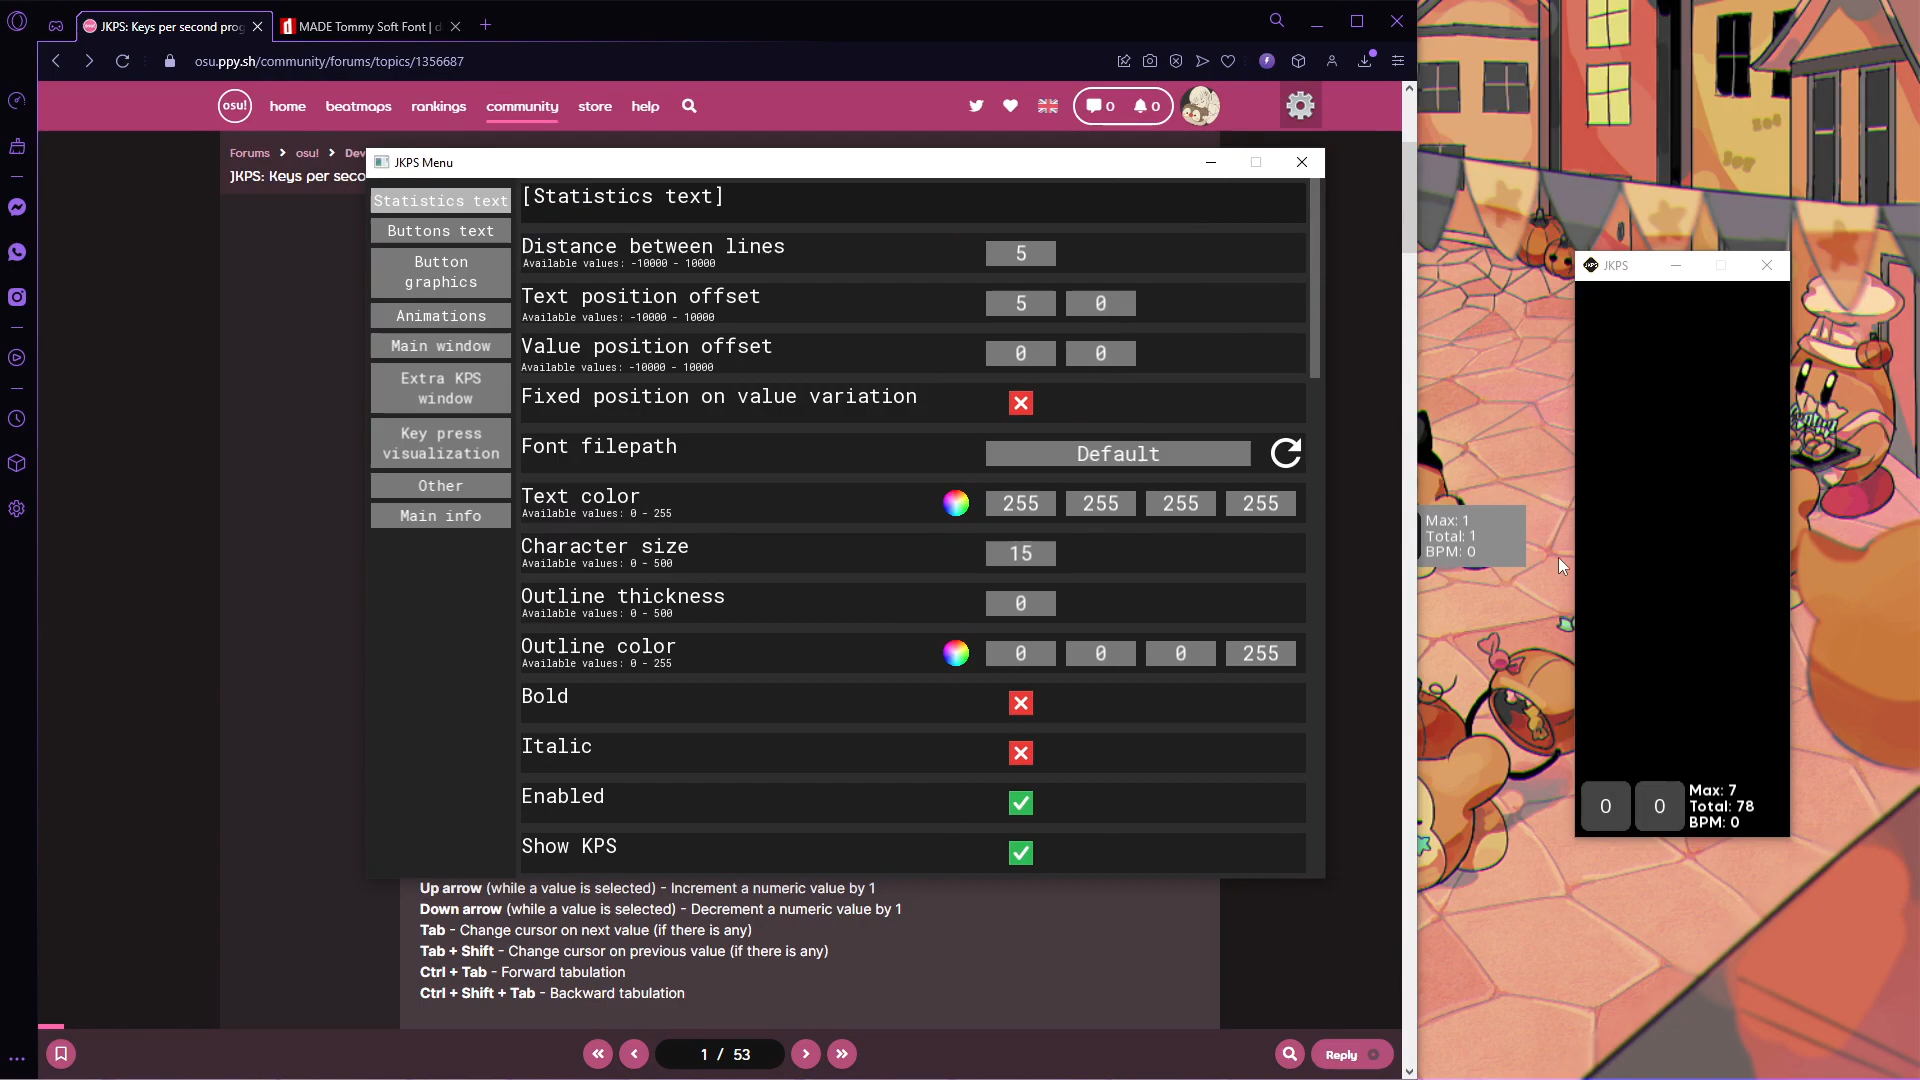 JKPS: Keys per second prog
MADE Tommy Soft Font | d
osu.ppy.sh/community/forums/topics/1356687
osu!
home
beatmaps
rankings
community
store
help
0
0
Forums
osu!
Dev
JKPS: Keys per seco
JKPS Menu
Statistics text
Buttons text
Button
graphics
Animations
Main window
Extra KPS
window
Key press
visualization
Other
Main info
[Statistics text]
Distance between lines
5
Available values: -10000 - 10000
Text position offset
5 0
Available values: -10000 - 10000
Value position offset
0 0
Available values: -10000 - 10000
Fixed position on value variation
Font filepath
Default
Text color
255 255 255 255
Available values: 0 - 255
Character size
15
Available values: 0 - 500
Outline thickness
0
Available values: 0 - 500
Outline color
0 0 0 255
Available values: 0 - 255
Bold
Italic
Enabled
Show KPS
Up arrow (while a value is selected) - Increment a numeric value by 1
Down arrow (while a value is selected) - Decrement a numeric value by 1
Tab - Change cursor on next value (if there is any)
Tab + Shift - Change cursor on previous value (if there is any)
Ctrl + Tab - Forward tabulation
Ctrl + Shift + Tab - Backward tabulation
1 / 53
Reply
Max: 1
Total: 1
BPM: 0
JKPS
0
0
Max: 7
Total: 78
BPM: 0